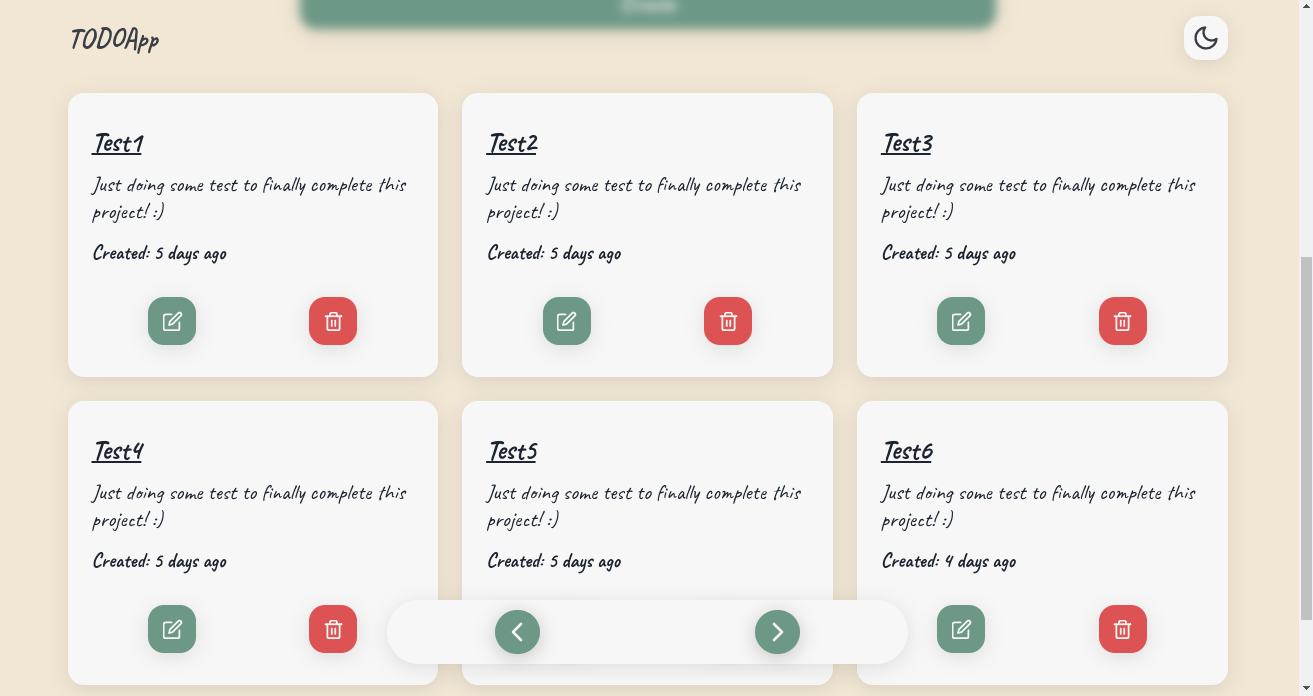 TODOApp
Test1
Just doing some test to finally complete this
project! :)
Created: 5 days ago
Test2
Just doing some test to finally complete this
project! :)
Created: 5 days ago
Test3
Just doing some test to finally complete this
project! :)
Created: 5 days ago
Test4
Just doing some test to finally complete this
project! :)
Created: 5 days ago
Test5
Just doing some test to finally complete this
project! :)
Created: 5 days ago
Test6
Just doing some test to finally complete this
project! :)
Created: 4 days ago